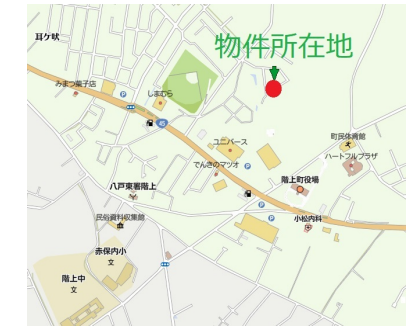 物件所在地
耳ケ吠
みまつ菓子店
しまむら
45
ユニバース
町民体育館
でんきのマツオ
ハートフルプラザ
階上町役場
八戸東署階上
小松内科
民俗資料収集館
赤保内小
文
階上中
文